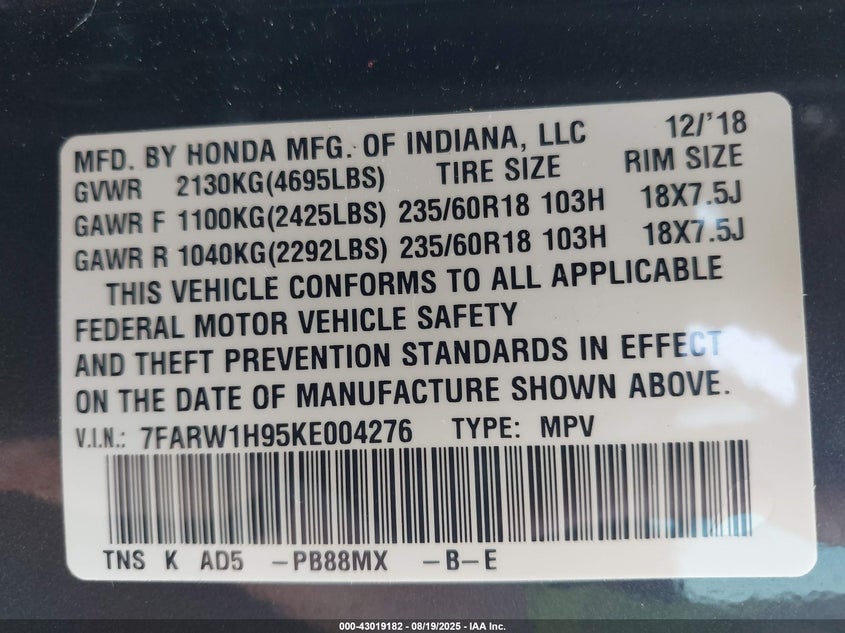 MFD. BY HONDA MFG. OF INDIANA, LLC 12/'18
GVWR 2130KG(4695LBS) TIRE SIZE RIM SIZE
GAWR F 1100KG(2425LBS) 235/60R18 103H 18X7.5J
GAWR R 1040KG(2292LBS) 235/60R18 103H 18X7.5J
THIS VEHICLE CONFORMS TO ALL APPLICABLE
FEDERAL MOTOR VEHICLE SAFETY
AND THEFT PREVENTION STANDARDS IN EFFECT
ON THE DATE OF MANUFACTURE SHOWN ABOVE.
V.I.N.: 7FARW1H95KE004276 TYPE: MPV
TNS K AD5 -PB88MX -B-E
000-43019182 - 08/19/2025 - IAA Inc.